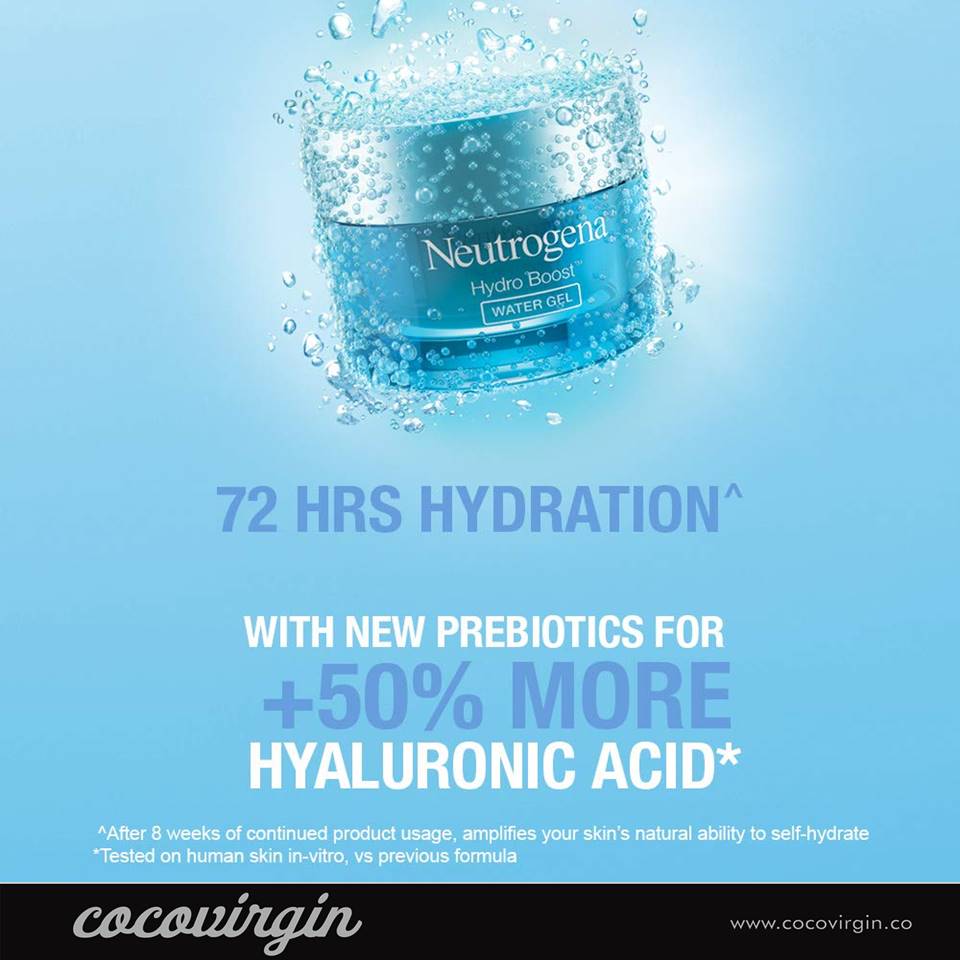 Neutrogena
Hydro Boost™
WATER GEL
72 HRS HYDRATION^
WITH NEW PREBIOTICS FOR
+50% MORE
HYALURONIC ACID*
^After 8 weeks of continued product usage, amplifies your skin's natural ability to self-hydrate
*Tested on human skin in-vitro, vs previous formula
cocovirgin
www.cocovirgin.co